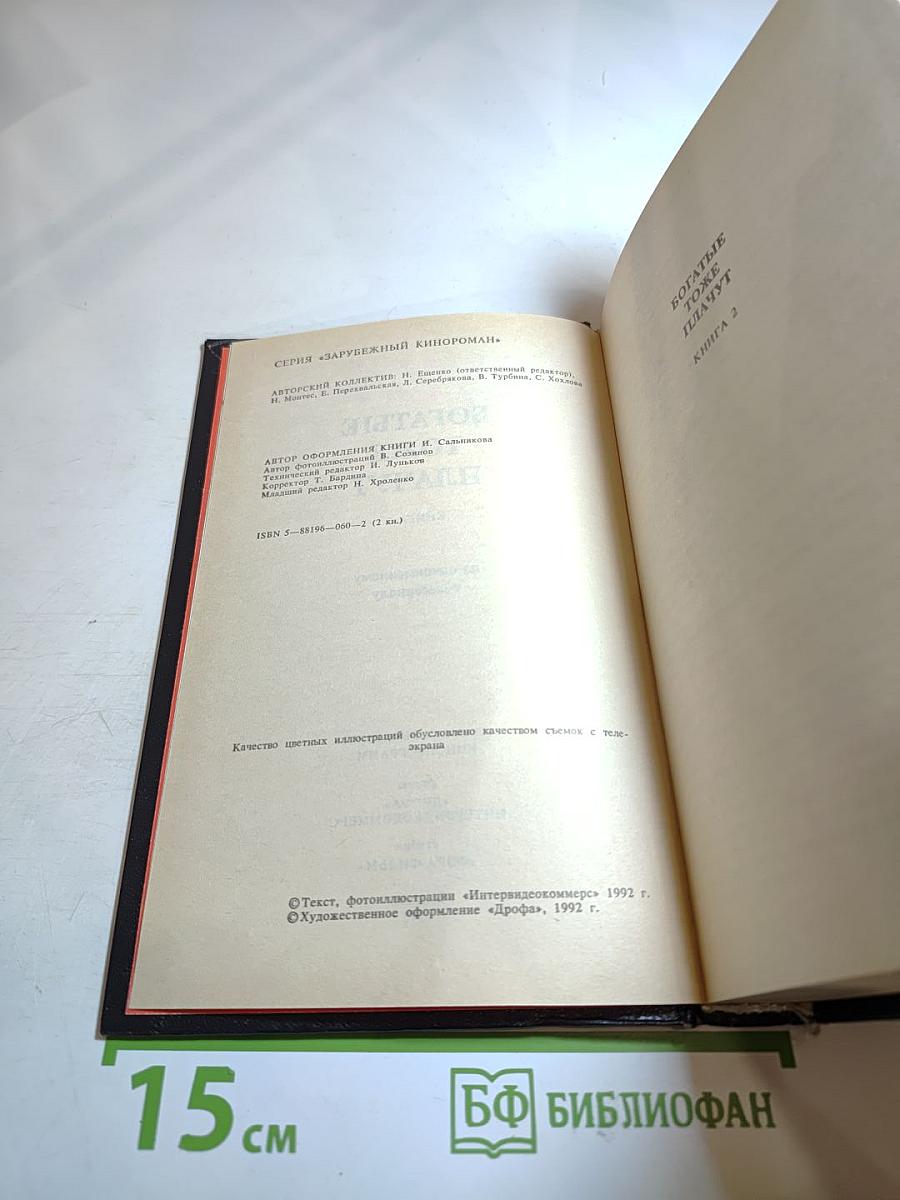 СЕРИЯ «ЗАРУБЕЖНЫЙ КИНОРОМАН»
АВТОРСКИЙ КОЛЛЕКТИВ: Н. Ещенко (ответственный редактор),
Н. Монтес, Е. Перехвальская, Л. Серебрякова, В. Турбина, С. Хохлова
АВТОР ОФОРМЛЕНИЯ КНИГИ И. Сальникова
Автор фотоиллюстраций В. Созинов
Технический редактор И. Луньков
Корректор Т. Бардина
Младший редактор Н. Хроленко
ISBN 5—88196—060—2 (2 кн.)
Качество цветных иллюстраций обусловлено качеством съемок с теле-
экрана
©Текст, фотоиллюстрации «Интервидеокоммерс» 1992 г.
©Художественное оформление «Дрофа», 1992 г.
БОГАТЫЕ
ТОЖЕ
ПЛАЧУТ
КНИГА 2
15 см
БФ БИБЛИОФАН